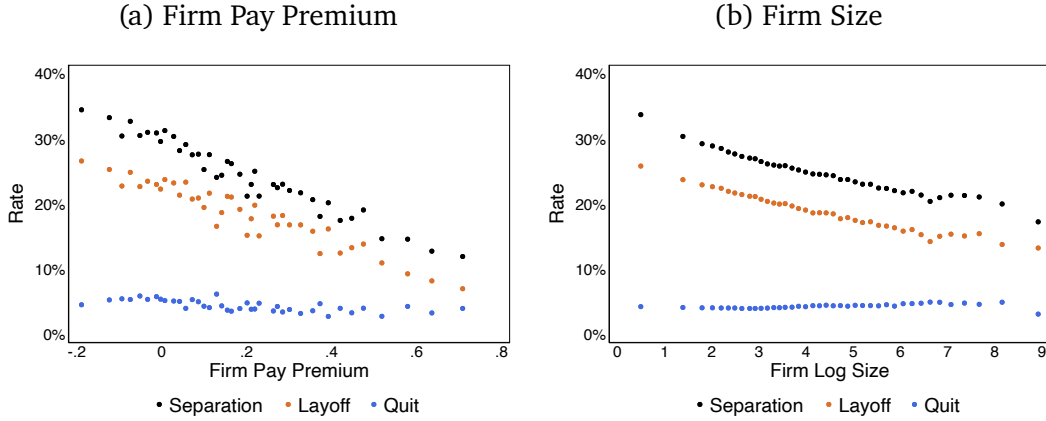 (a) Firm Pay Premium
40%
30%
20%
10%
0%
Rate
-.2 0 .2 .4 .6 .8
Firm Pay Premium
Separation Layoff Quit
(b) Firm Size
40%
30%
20%
10%
0%
Rate
0 1 2 3 4 5 6 7 8 9
Firm Log Size
Separation Layoff Quit